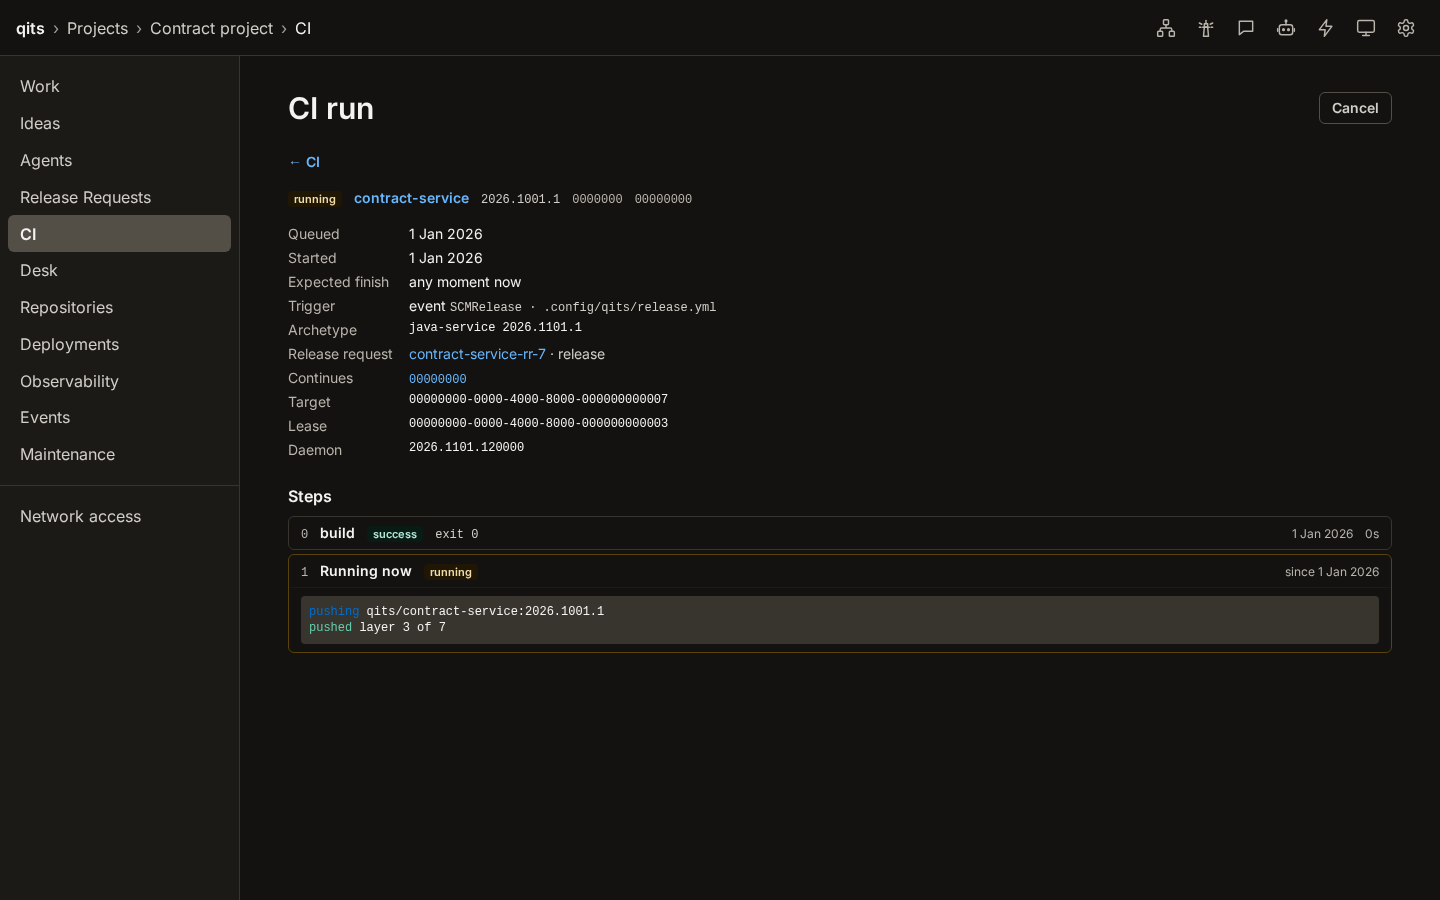 qits › Projects › Contract project › CI
Work
Ideas
Agents
Release Requests
CI
Desk
Repositories
Deployments
Observability
Events
Maintenance
Network access
CI run
Cancel
← CI
running contract-service 2026.1001.1 0000000 00000000
Queued 1 Jan 2026
Started 1 Jan 2026
Expected finish any moment now
Trigger event SCMRelease · .config/qits/release.yml
Archetype java-service 2026.1101.1
Release request contract-service-rr-7 · release
Continues 00000000
Target 00000000-0000-4000-8000-000000000007
Lease 00000000-0000-4000-8000-000000000003
Daemon 2026.1101.120000
Steps
0 build success exit 0 1 Jan 2026 0s
1 Running now running since 1 Jan 2026
pushing qits/contract-service:2026.1001.1
pushed layer 3 of 7